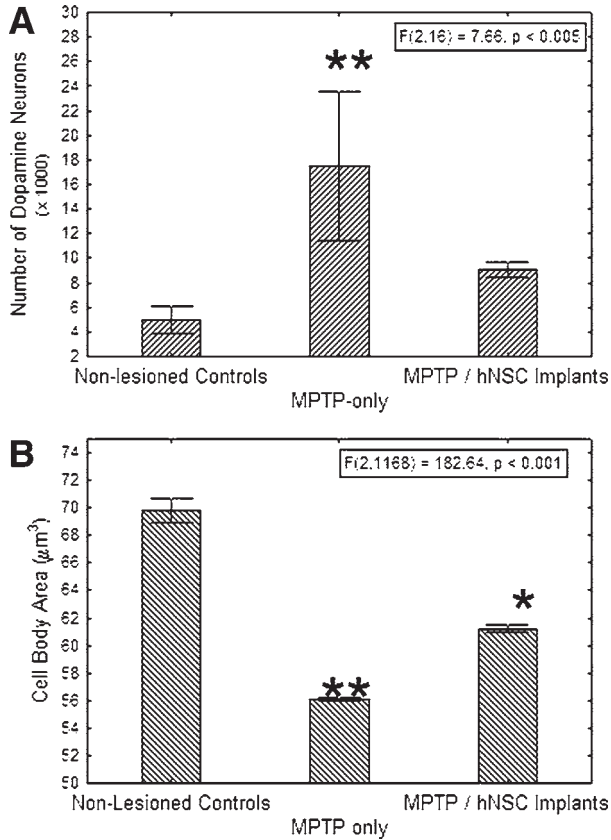 A
30
28
26
24
22
20
18
16
14
12
10
8
6
4
2
Number of Dopamine Neurons
(x 1000)
F(2.16) = 7.66, p < 0.005
**
Non-lesioned Controls
MPTP-only
MPTP / hNSC Implants
B
74
72
70
68
66
64
62
60
58
56
54
52
50
Cell Body Area (μm³)
F(2.1168) = 182.64, p < 0.001
**
*
Non-Lesioned Controls
MPTP only
MPTP / hNSC Implants